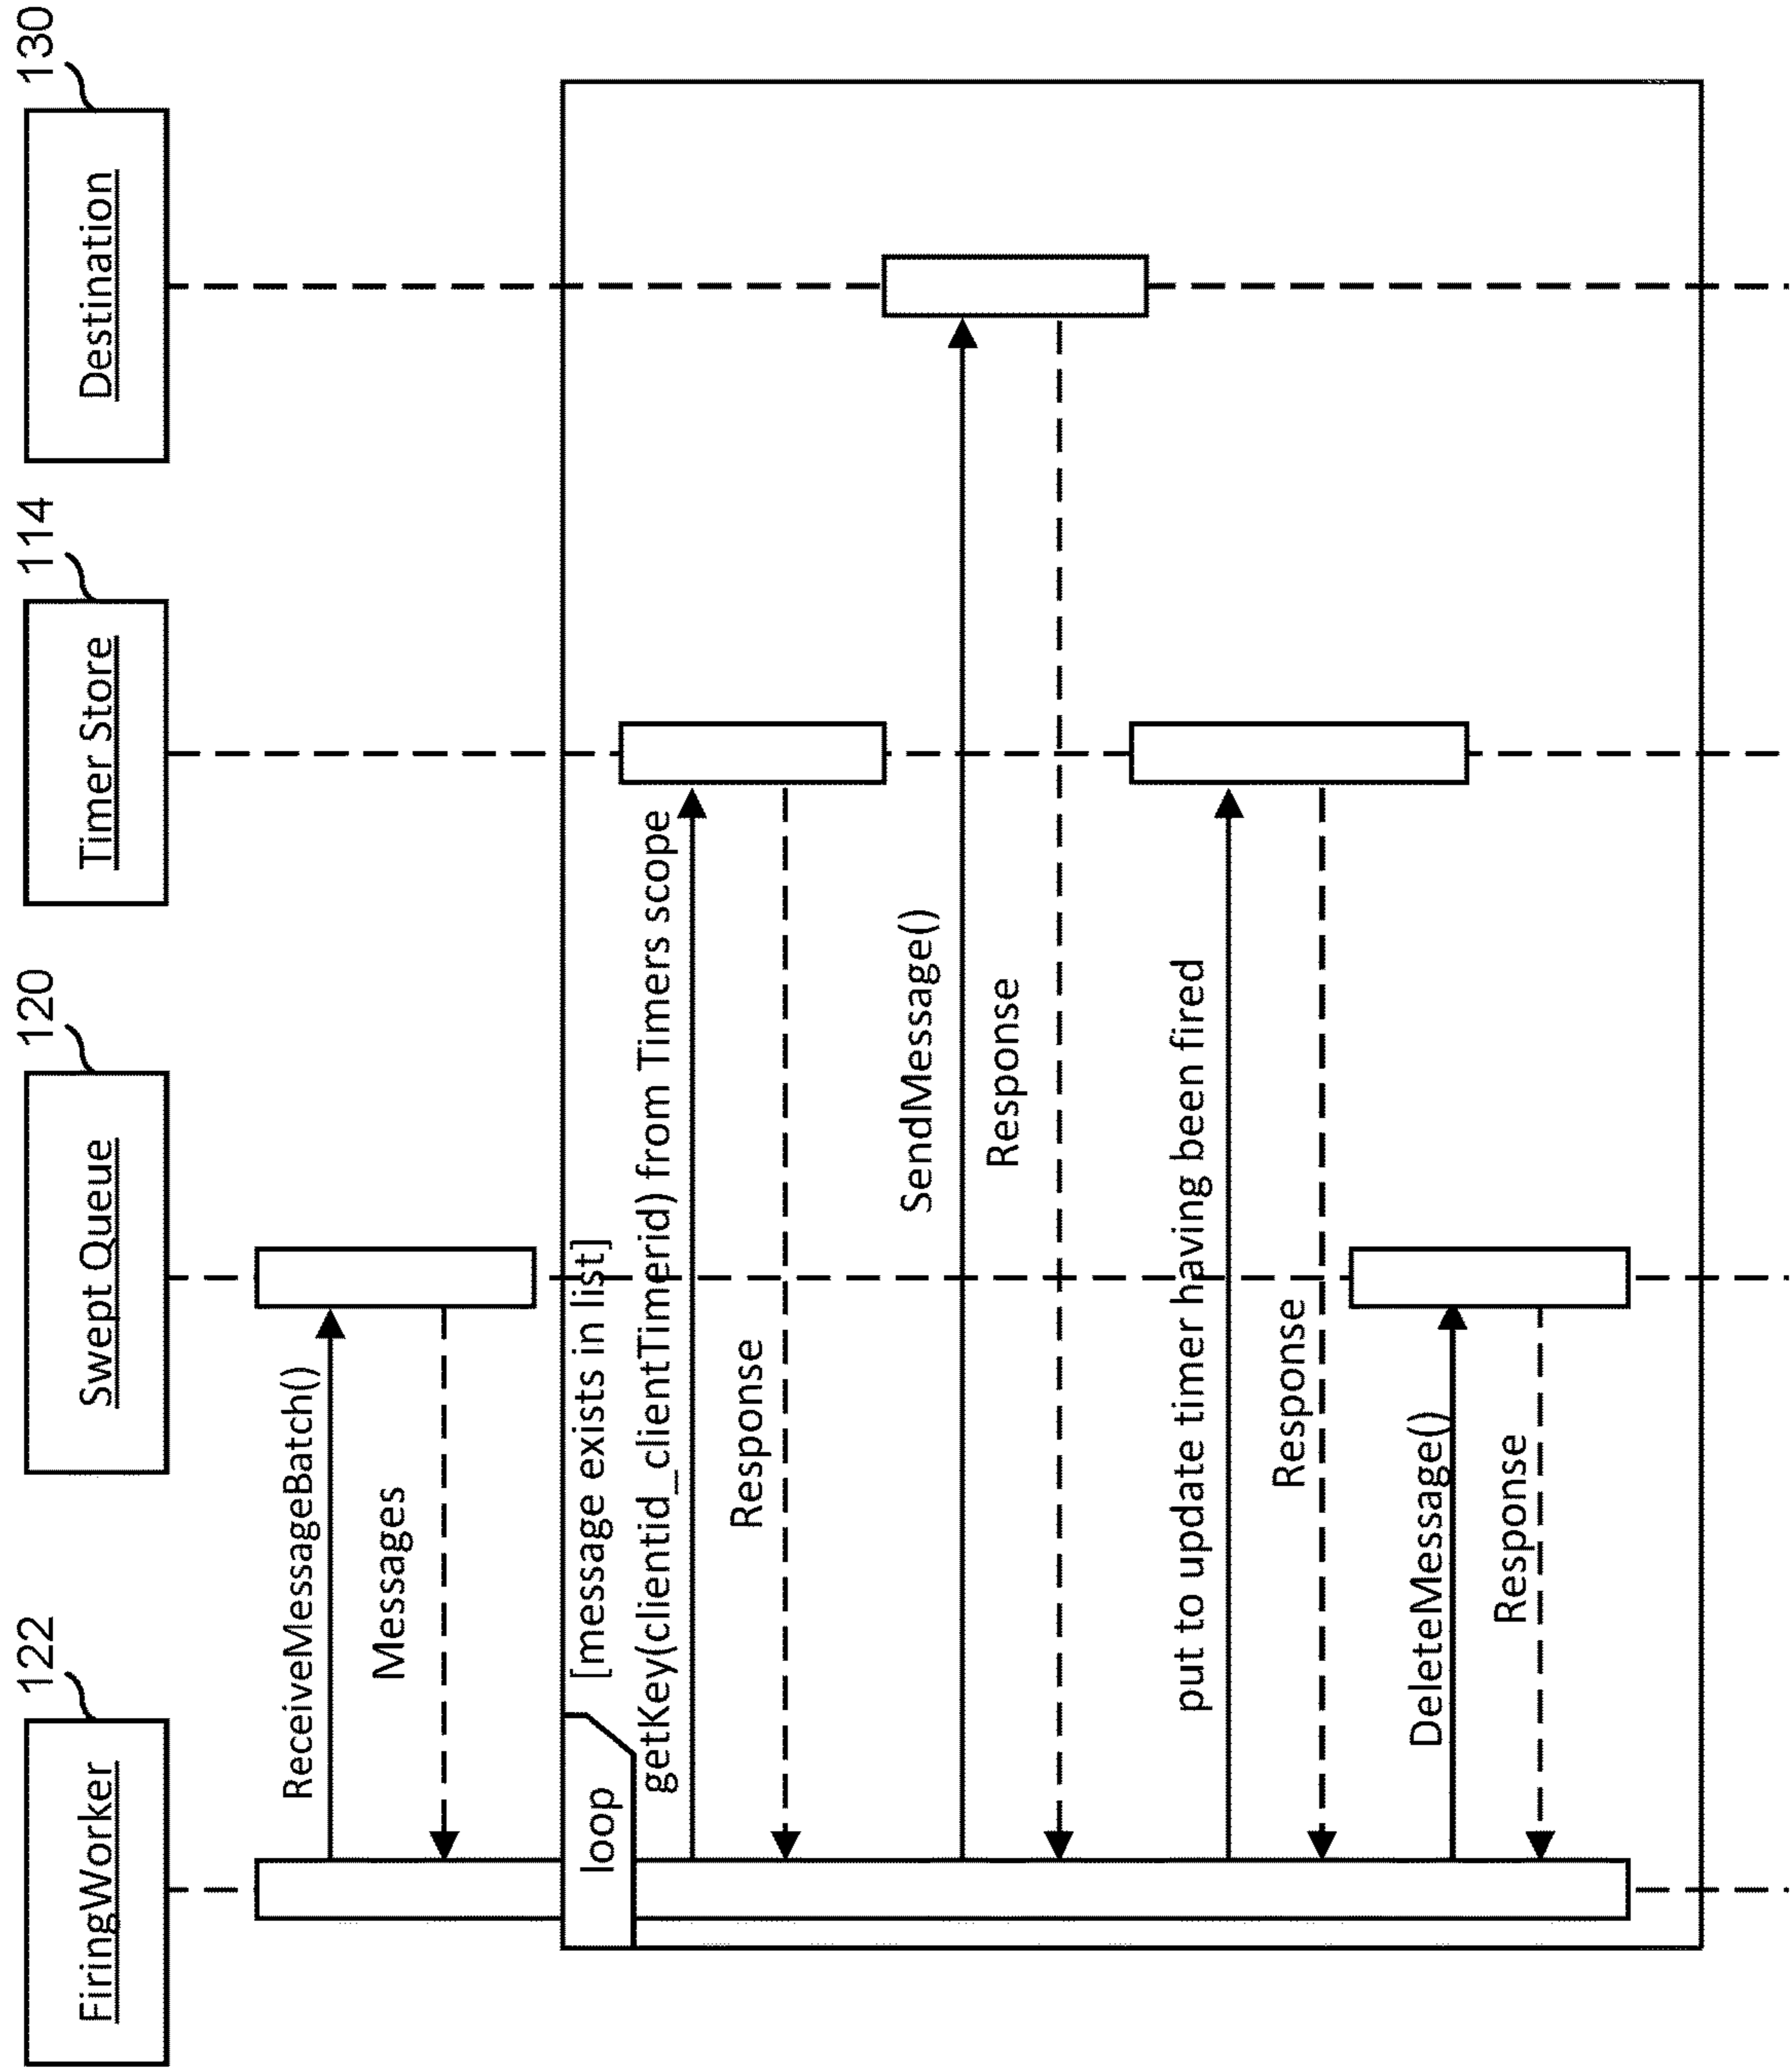 FiringWorker
122
Swept Queue
120
Timer Store
114
Destination
130
ReceiveMessageBatch()
Messages
loop
[message exists in list]
getKey(clientid_clientTimerid) from Timers scope
Response
SendMessage()
Response
put to update timer having been fired
Response
DeleteMessage()
Response